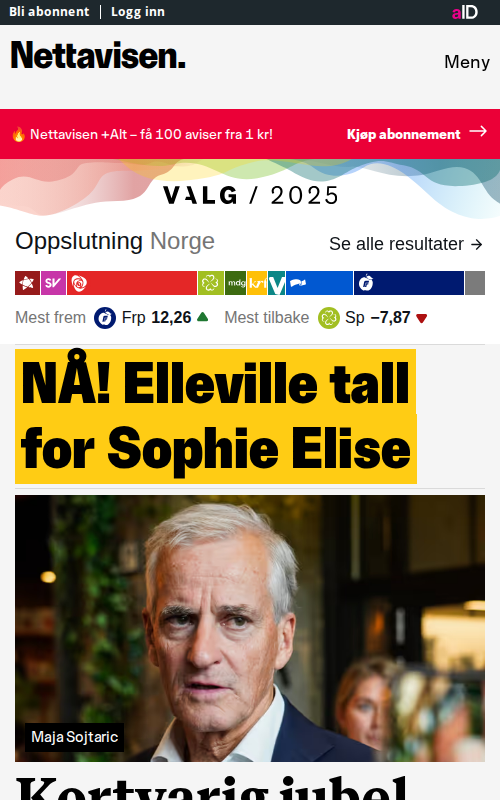 Bli abonnent | Logg inn
aID
Nettavisen.
Meny
🔥 Nettavisen +Alt – få 100 aviser fra 1 kr!
Kjøp abonnement →
VALG / 2025
Oppslutning Norge
Se alle resultater →
SV mdg krf V
Mest frem Frp 12,26 ▲ Mest tilbake Sp −7,87 ▼
NÅ! Elleville tall
for Sophie Elise
Maja Sojtaric
Kortvarig jubel